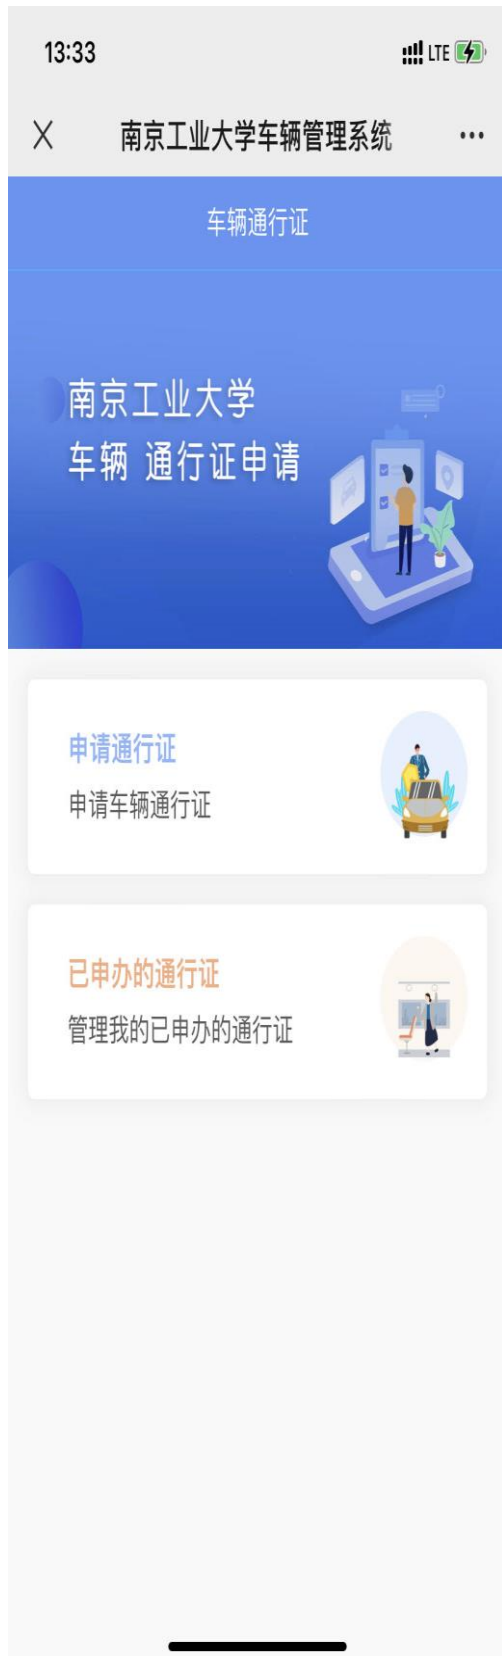 13:33
LTE
南京工业大学车辆管理系统
车辆通行证
南京工业大学
车辆 通行证申请
申请通行证
申请车辆通行证
已申办的通行证
管理我的已申办的通行证